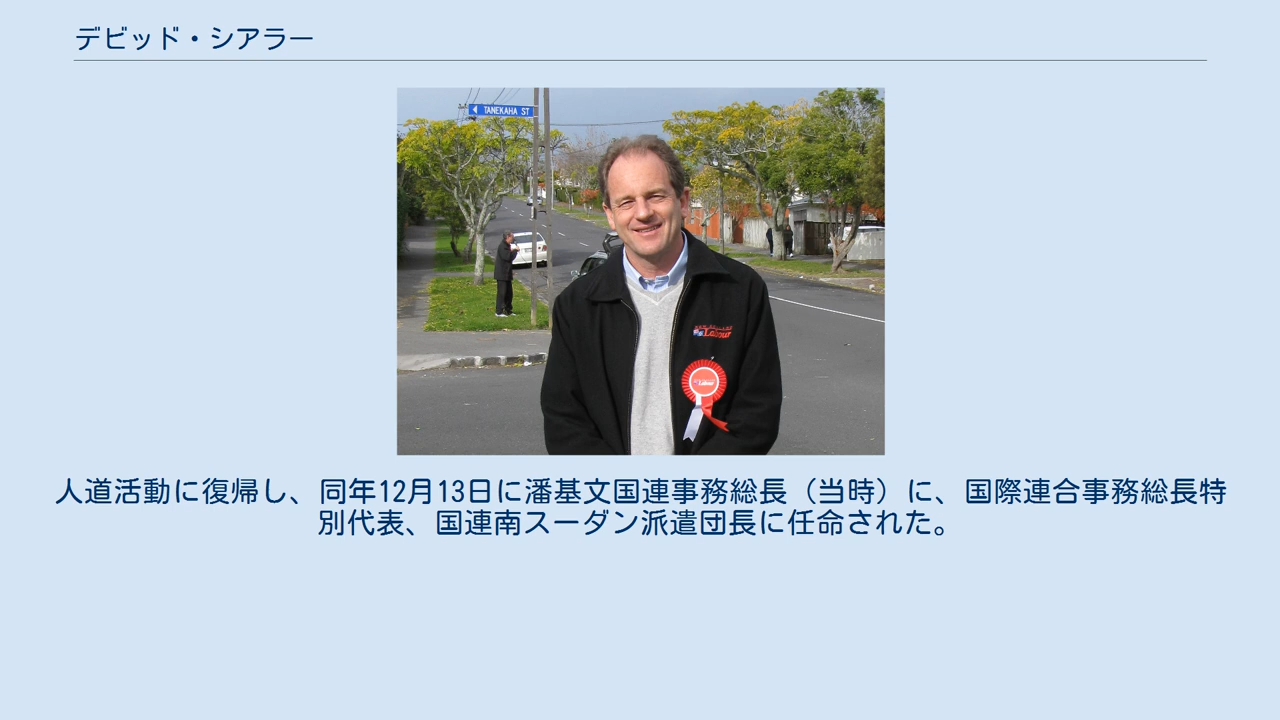 デビッド・シアラー
TANEKAHA ST
Labour
人道活動に復帰し、同年12月13日に潘基文国連事務総長（当時）に、国際連合事務総長特
別代表、国連南スーダン派遣団長に任命された。